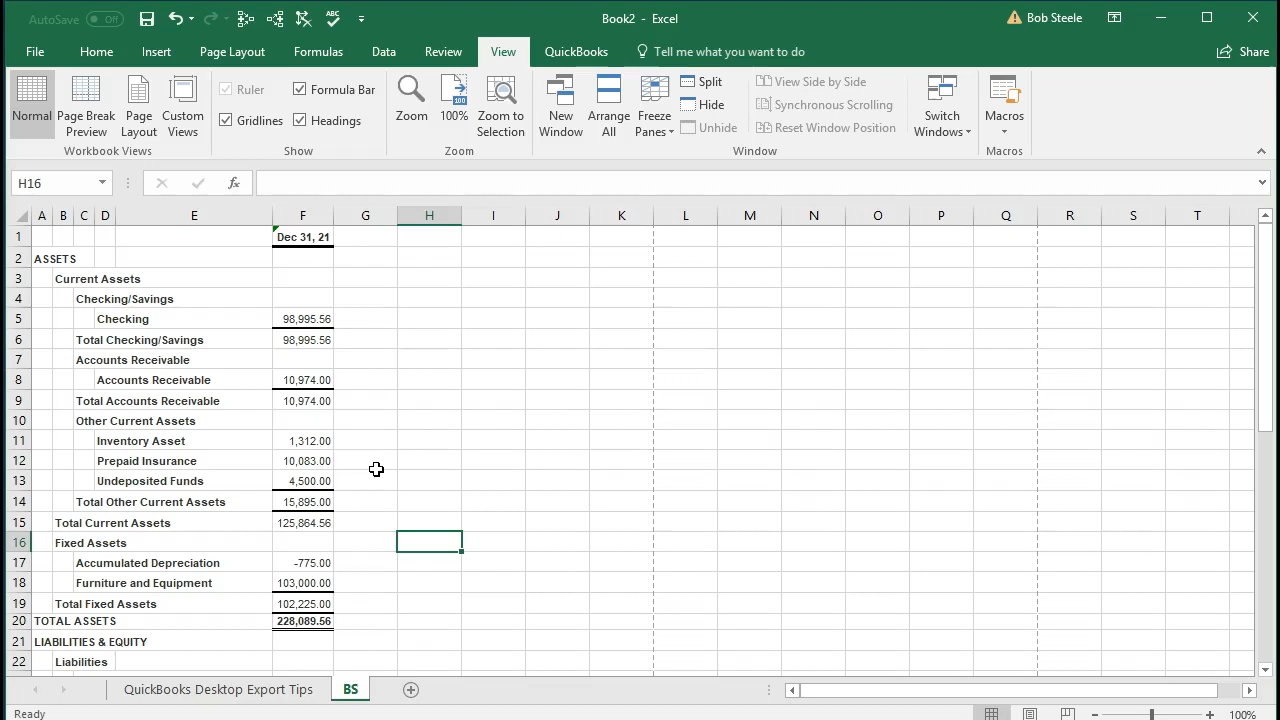 AutoSave Off
ABC
Book2 - Excel
Bob Steele
File Home Insert Page Layout Formulas Data Review View QuickBooks Tell me what you want to do Share
Normal
Page Break Preview
Page Layout
Custom Views
Workbook Views
Ruler
Formula Bar
Gridlines
Headings
Show
Zoom
100
100%
Zoom to Selection
Zoom
New Window
Arrange All
Freeze Panes
Split
Hide
Unhide
View Side by Side
Synchronous Scrolling
Reset Window Position
Window
Switch Windows
Macros
Macros
H16 fx
A B C D E F G H I J K L M N O P Q R S T
1 Dec 31, 21
2 ASSETS
3 Current Assets
4 Checking/Savings
5 Checking 98,995.56
6 Total Checking/Savings 98,995.56
7 Accounts Receivable
8 Accounts Receivable 10,974.00
9 Total Accounts Receivable 10,974.00
10 Other Current Assets
11 Inventory Asset 1,312.00
12 Prepaid Insurance 10,083.00
13 Undeposited Funds 4,500.00
14 Total Other Current Assets 15,895.00
15 Total Current Assets 125,864.56
16 Fixed Assets
17 Accumulated Depreciation -775.00
18 Furniture and Equipment 103,000.00
19 Total Fixed Assets 102,225.00
20 TOTAL ASSETS 228,089.56
21 LIABILITIES & EQUITY
22 Liabilities
QuickBooks Desktop Export Tips BS
Ready 100%